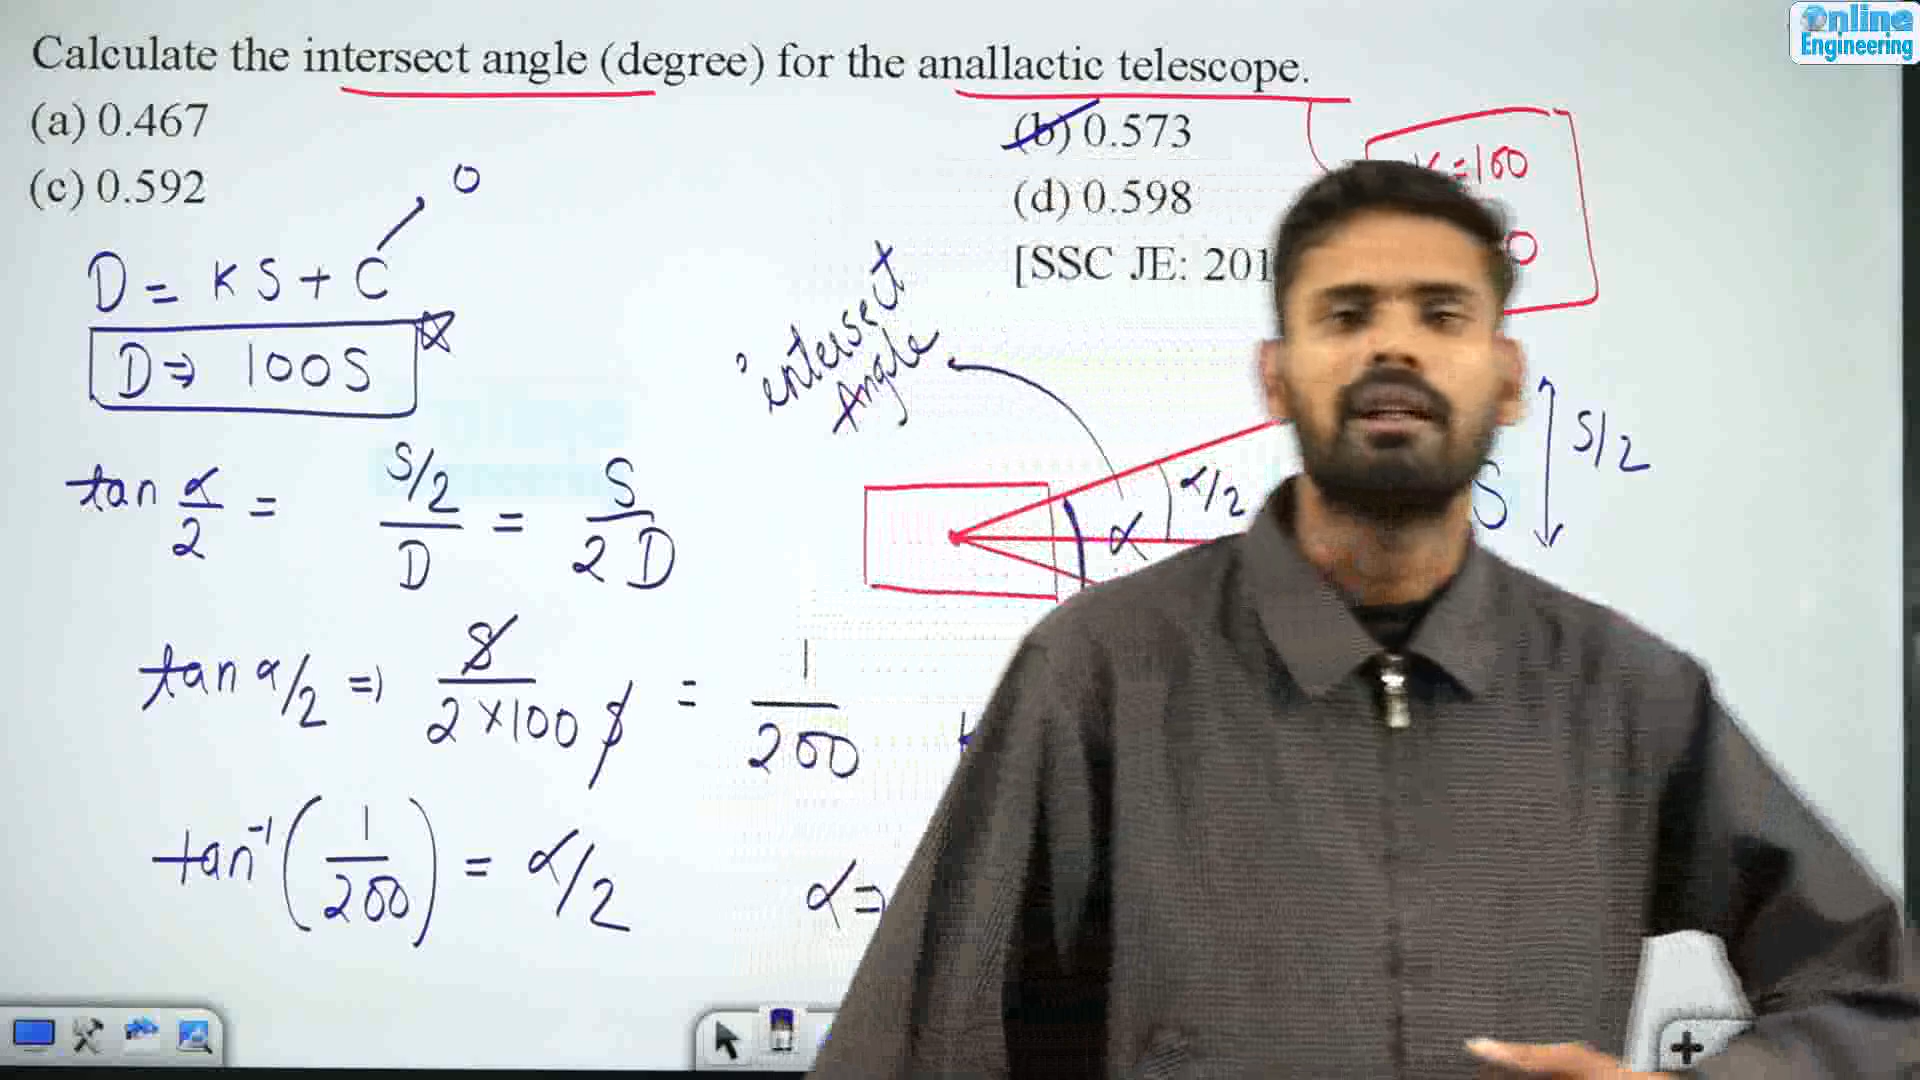 Online
Engineering
Calculate the intersect angle (degree) for the anallactic telescope.
(a) 0.467
(b) 0.573
(c) 0.592
(d) 0.598
[SSC JE: 201
=100
0
D = KS + C
0
D ⇒ 100S
intersect
Angle
tan α/2 = S/2 / D = S / 2D
α/2
α
S
S/2
tan α/2 ⇒ S / 2×100 S = 1 / 200
tan⁻¹(1/200) = α/2
α ⇒